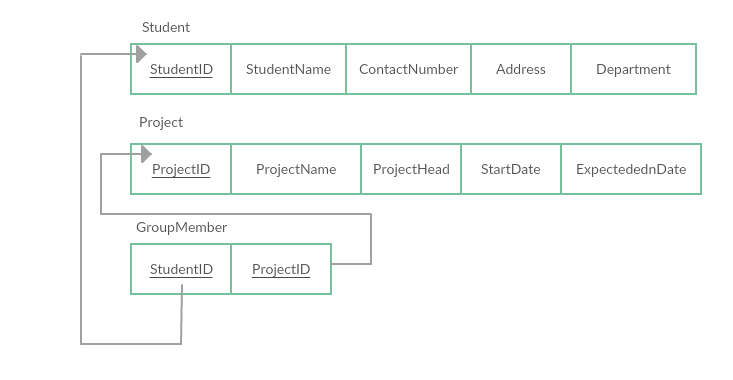 Student
StudentID StudentName ContactNumber Address Department
Project
ProjectID ProjectName ProjectHead StartDate ExpectedednDate
GroupMember
StudentID ProjectID